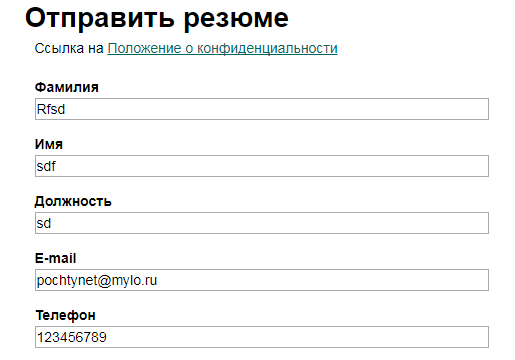 Отправить резюме
Ссылка на Положение о конфиденциальности
Фамилия
Rfsd
Имя
sdf
Должность
sd
E-mail
pochtynet@mylo.ru
Телефон
123456789